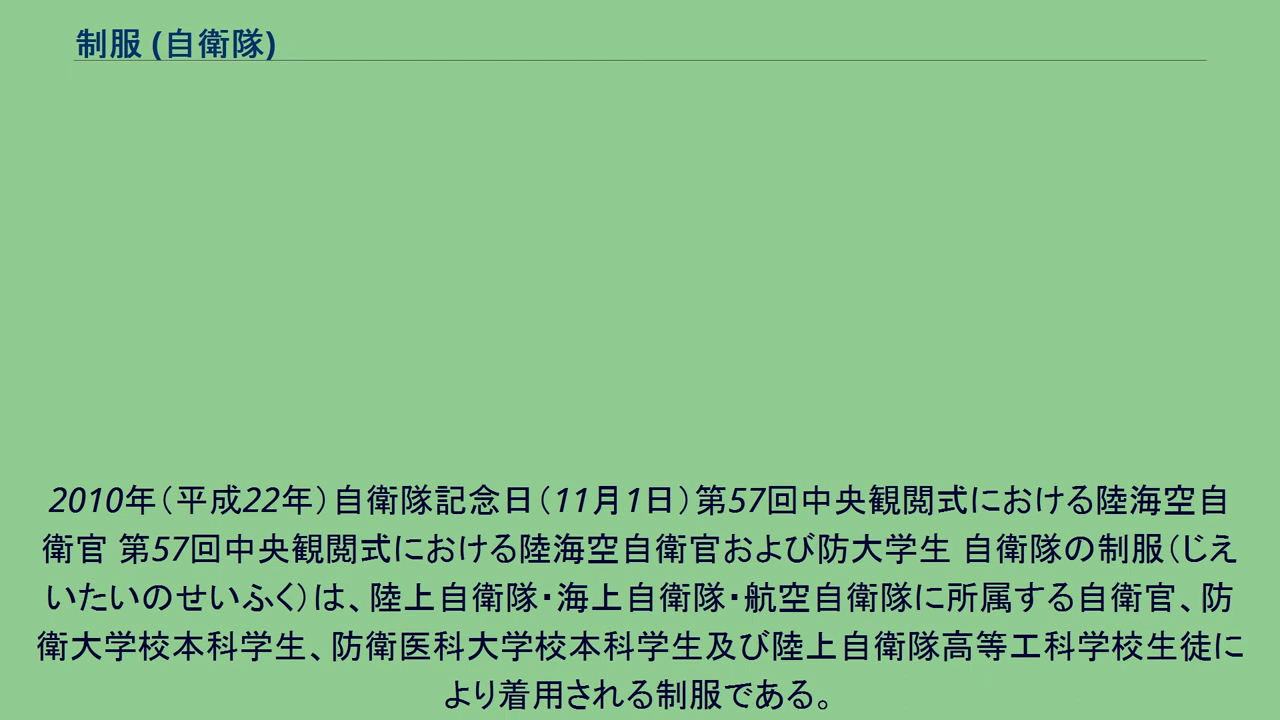 制服 (自衛隊)
2010年（平成22年）自衛隊記念日（11月1日）第57回中央観閲式における陸海空自
衛官 第57回中央観閲式における陸海空自衛官および防大学生 自衛隊の制服（じえ
いたいのせいふく）は、陸上自衛隊・海上自衛隊・航空自衛隊に所属する自衛官、防
衛大学校本科学生、防衛医科大学校本科学生及び陸上自衛隊高等工科学校生徒に
より着用される制服である。